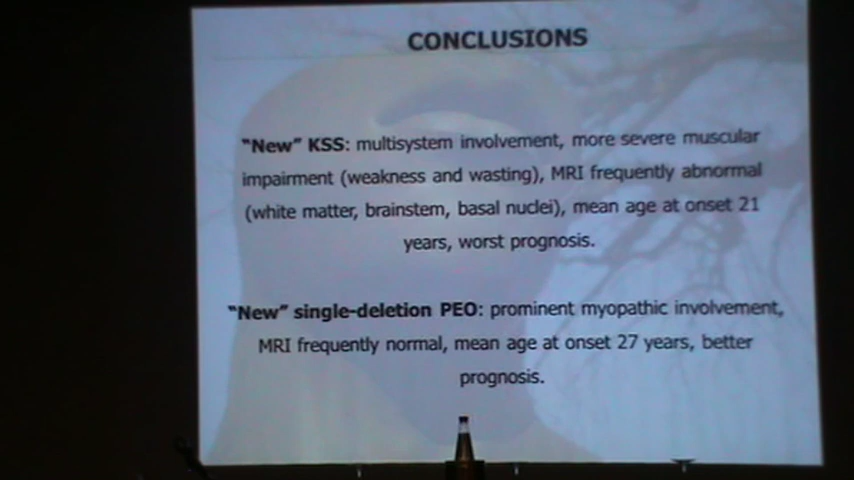 CONCLUSIONS
“New” KSS: multisystem involvement, more severe muscular
impairment (weakness and wasting), MRI frequently abnormal
(white matter, brainstem, basal nuclei), mean age at onset 21
years, worst prognosis.
“New” single-deletion PEO: prominent myopathic involvement,
MRI frequently normal, mean age at onset 27 years, better
prognosis.